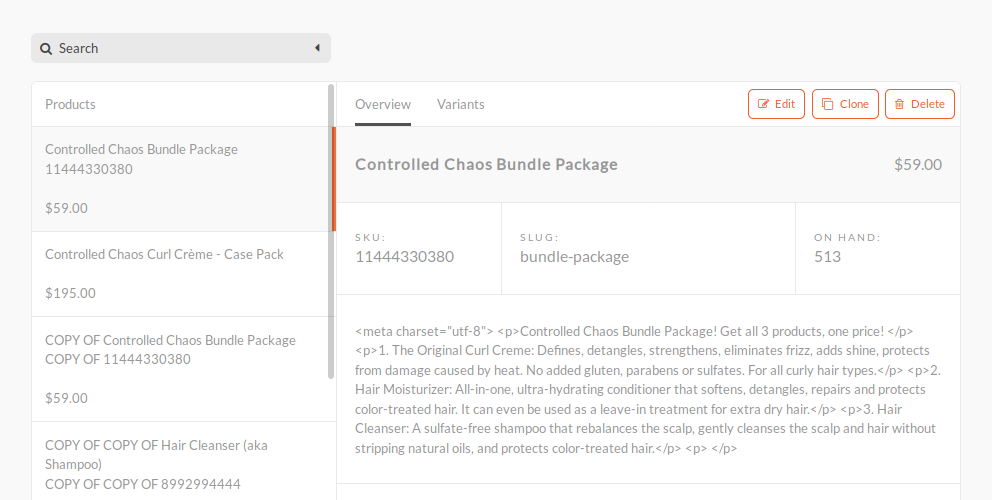 Search
Products
Controlled Chaos Bundle Package
11444330380
$59.00
Controlled Chaos Curl Crème - Case Pack
$195.00
COPY OF Controlled Chaos Bundle Package
COPY OF 11444330380
$59.00
COPY OF COPY OF Hair Cleanser (aka
Shampoo)
COPY OF COPY OF 8992994444
Overview Variants Edit Clone Delete
Controlled Chaos Bundle Package $59.00
SKU: SLUG: ON HAND:
11444330380 bundle-package 513
<meta charset="utf-8"> <p>Controlled Chaos Bundle Package! Get all 3 products, one price! </p>
<p>1. The Original Curl Creme: Defines, detangles, strengthens, eliminates frizz, adds shine, protects
from damage caused by heat. No added gluten, parabens or sulfates. For all curly hair types.</p> <p>2.
Hair Moisturizer: All-in-one, ultra-hydrating conditioner that softens, detangles, repairs and protects
color-treated hair. It can even be used as a leave-in treatment for extra dry hair.</p> <p>3. Hair
Cleanser: A sulfate-free shampoo that rebalances the scalp, gently cleanses the scalp and hair without
stripping natural oils, and protects color-treated hair.</p> <p> </p>